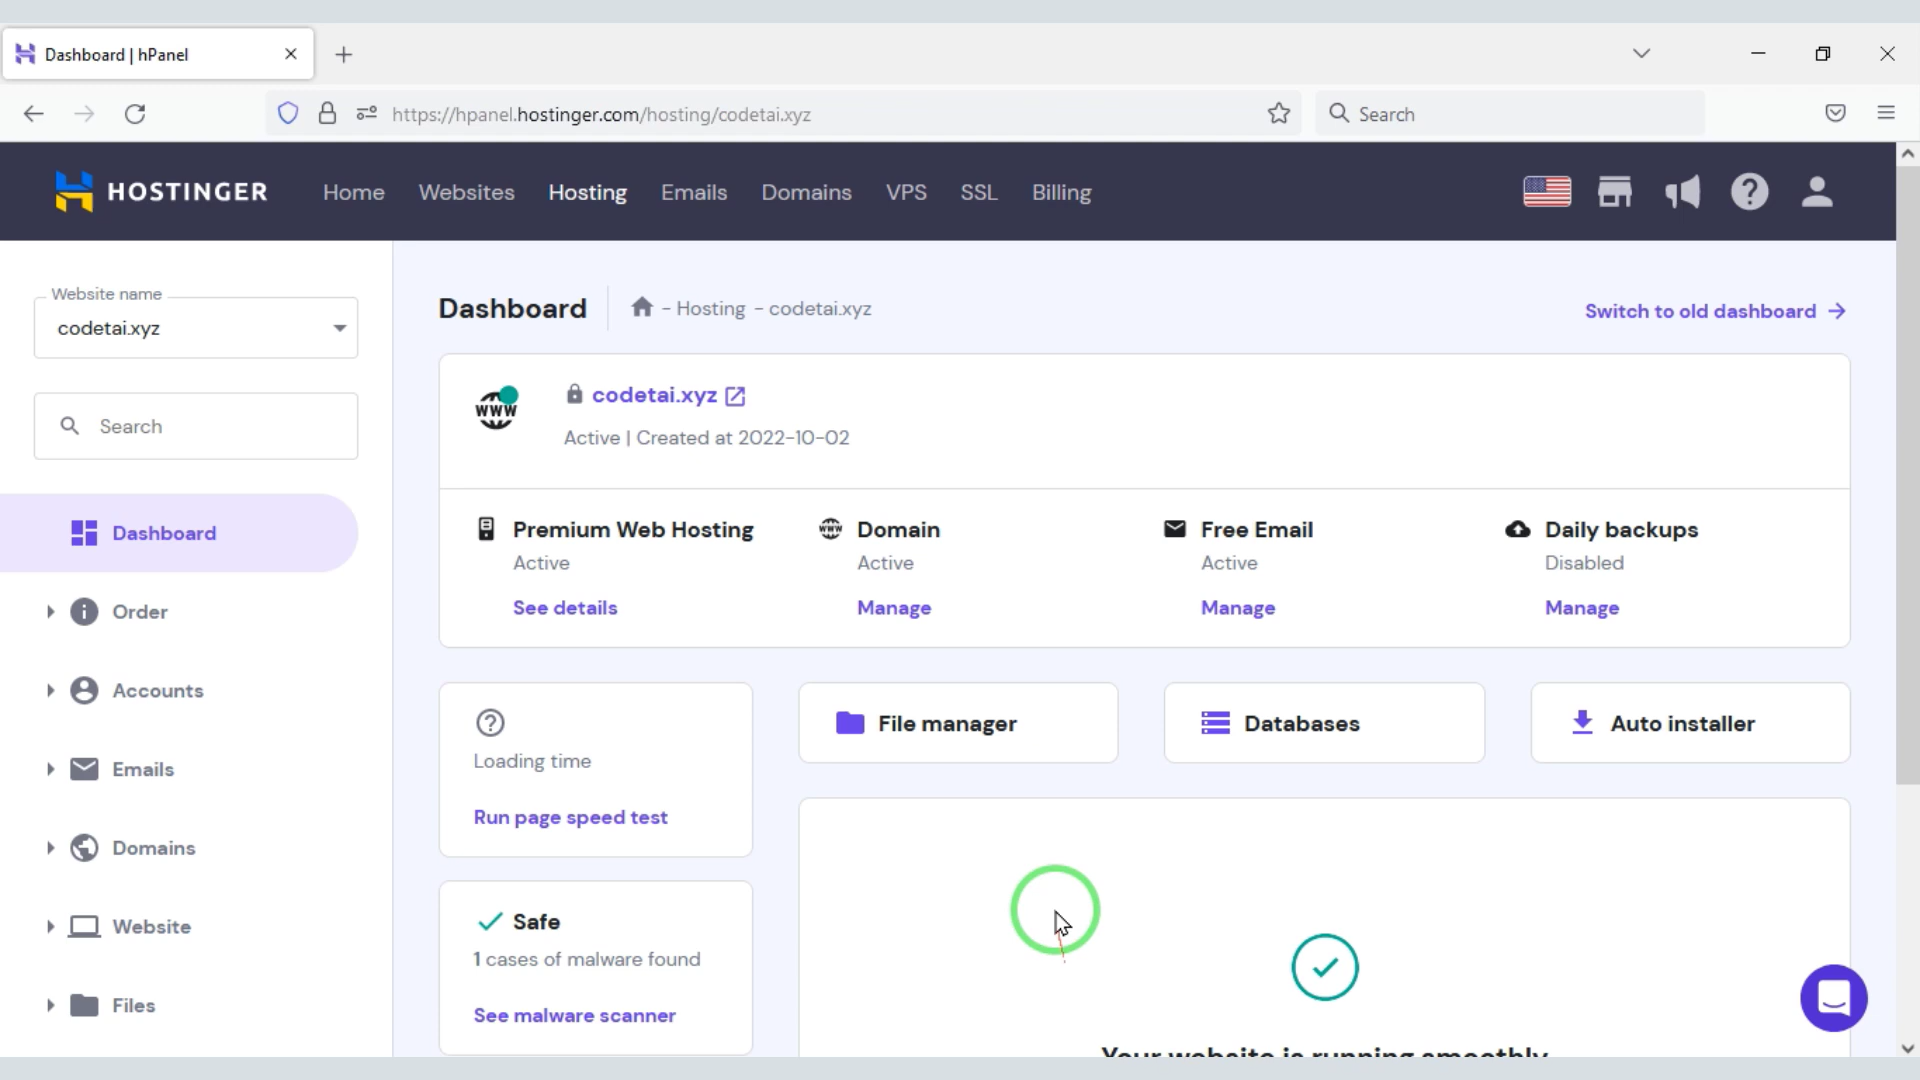 Dashboard | hPanel
https://hpanel.hostinger.com/hosting/codetai.xyz
Search
HOSTINGER
Home
Websites
Hosting
Emails
Domains
VPS
SSL
Billing
Website name
codetai.xyz
Search
Dashboard
Order
Accounts
Emails
Domains
Website
Files
Dashboard
- Hosting - codetai.xyz
Switch to old dashboard
www
codetai.xyz
Active | Created at 2022-10-02
Premium Web Hosting
Active
See details
www
Domain
Active
Manage
Free Email
Active
Manage
Daily backups
Disabled
Manage
Loading time
Run page speed test
File manager
Databases
Auto installer
Safe
1 cases of malware found
See malware scanner
Your website is running smoothly